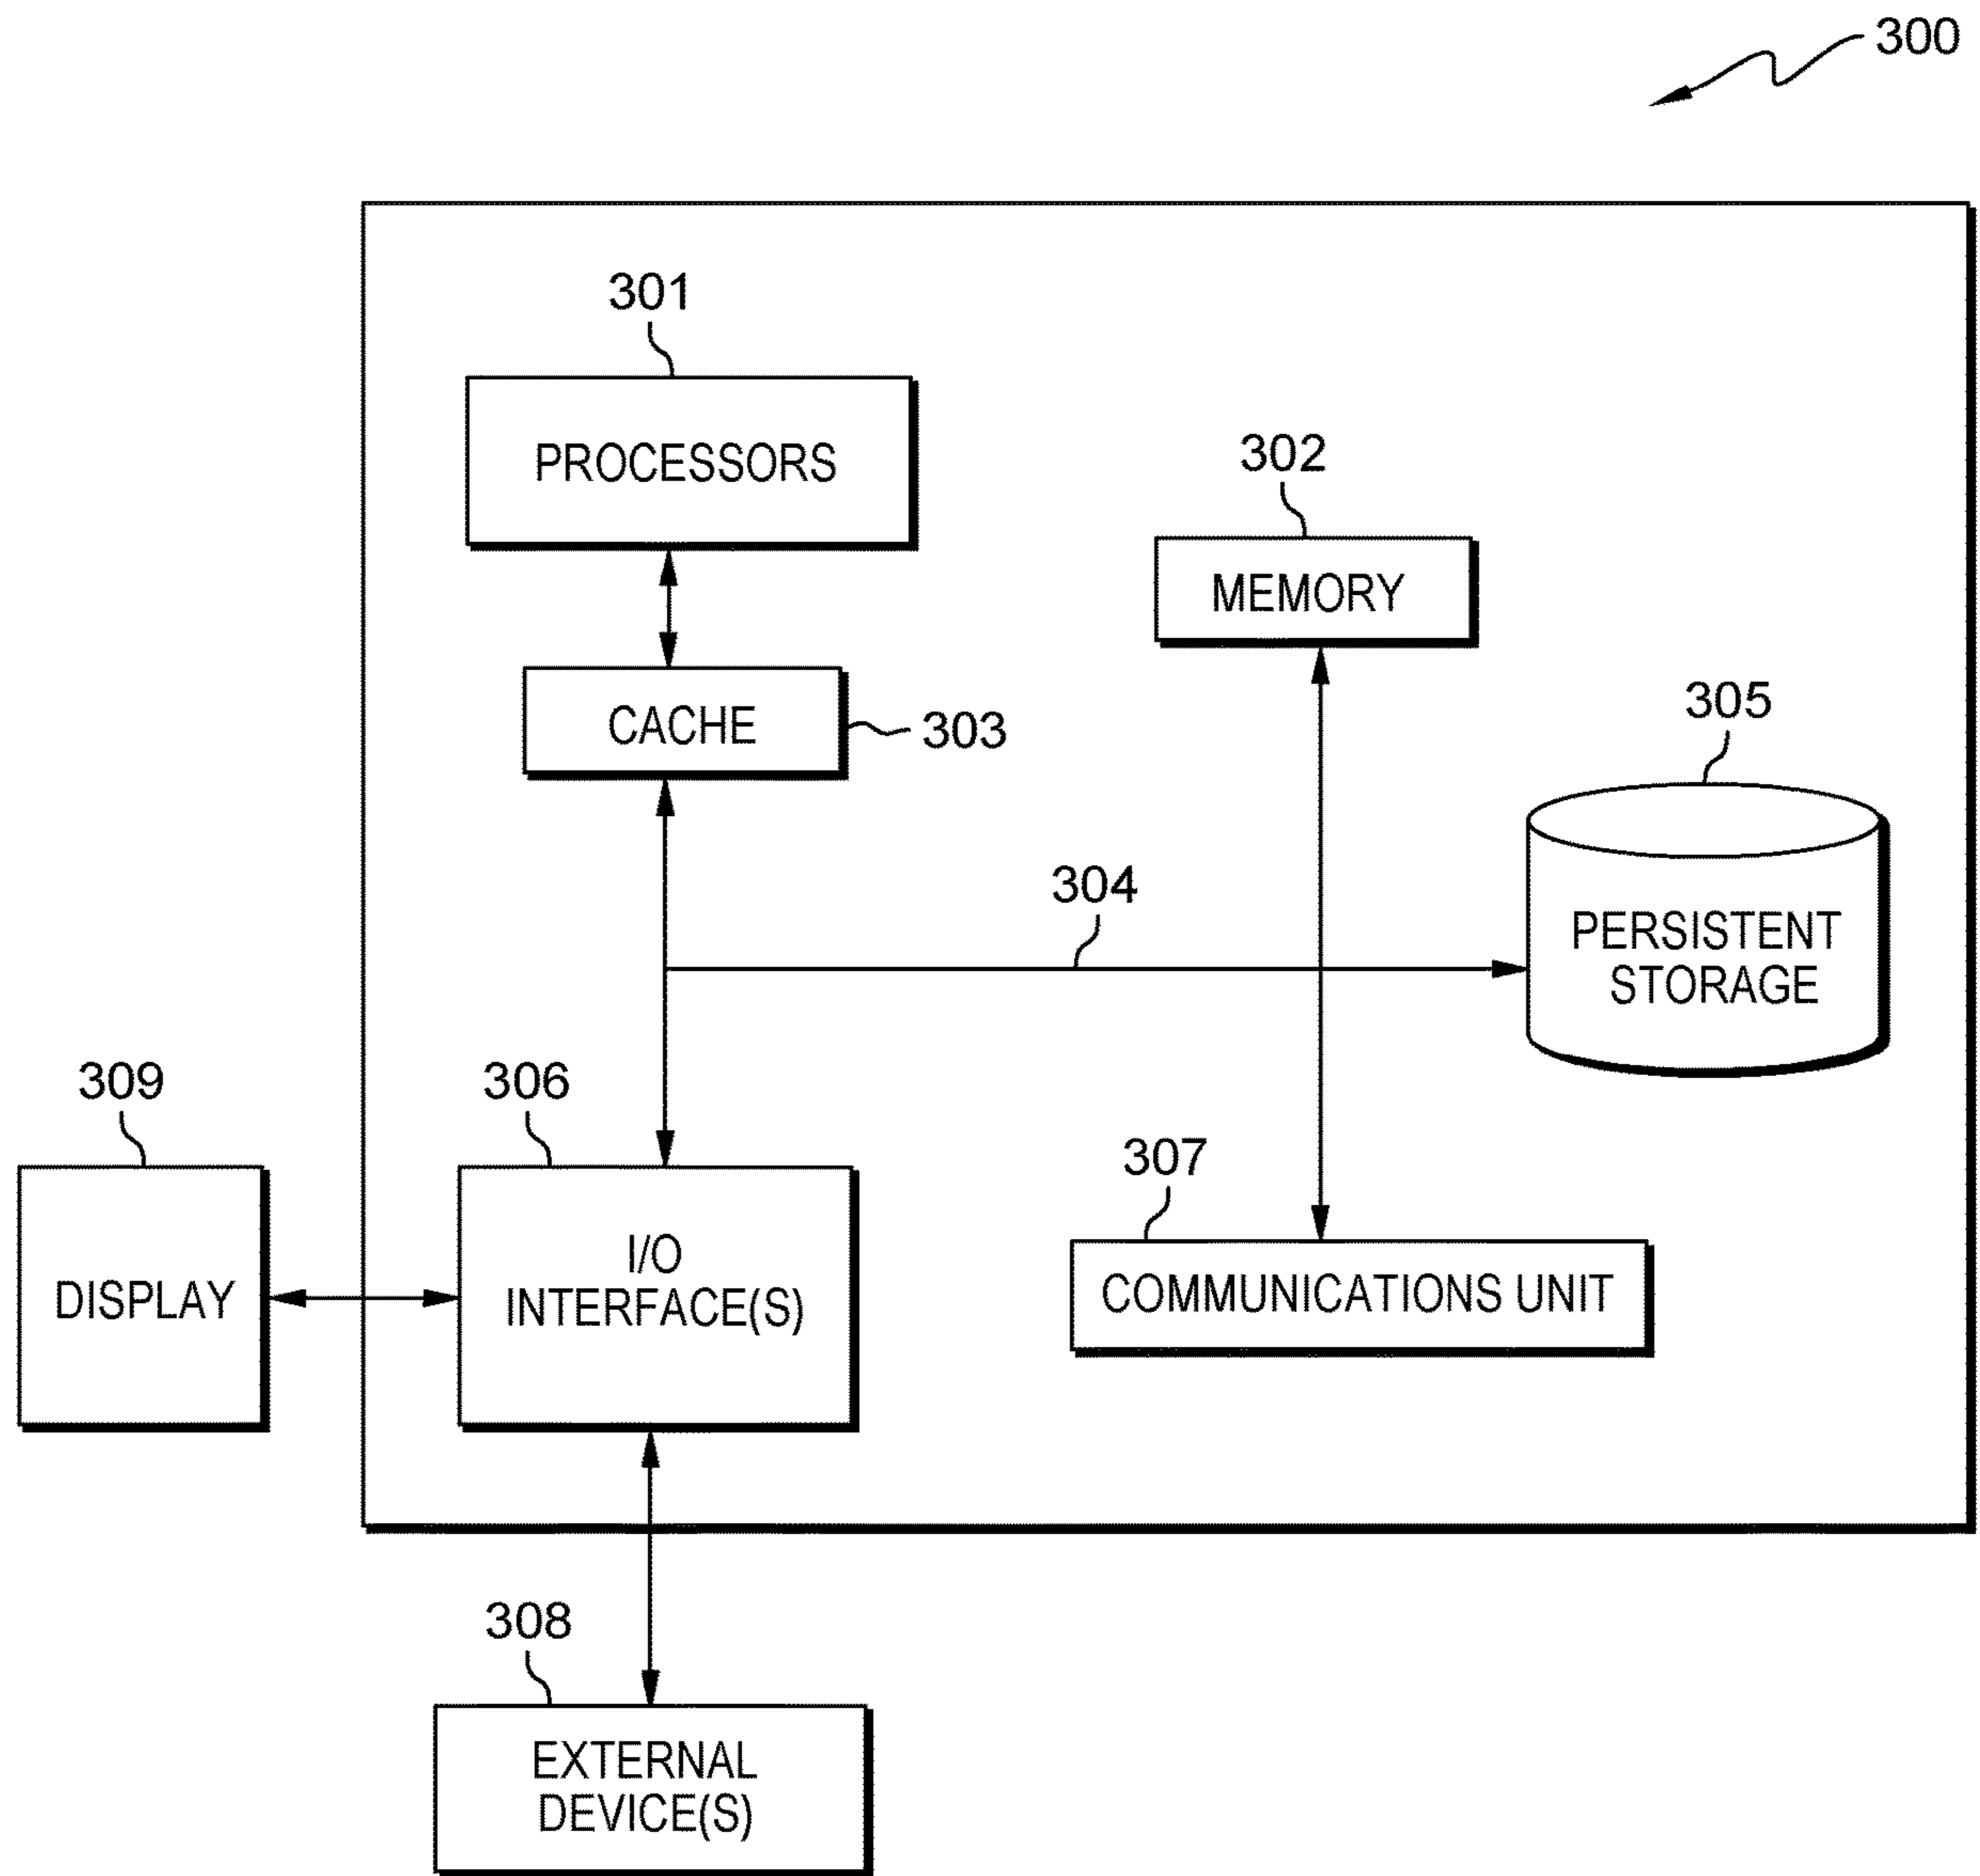 300
301
PROCESSORS
302
MEMORY
CACHE
303
305
304
PERSISTENT
STORAGE
309
306
307
I/O
INTERFACE(S)
DISPLAY
COMMUNICATIONS UNIT
308
EXTERNAL
DEVICE(S)